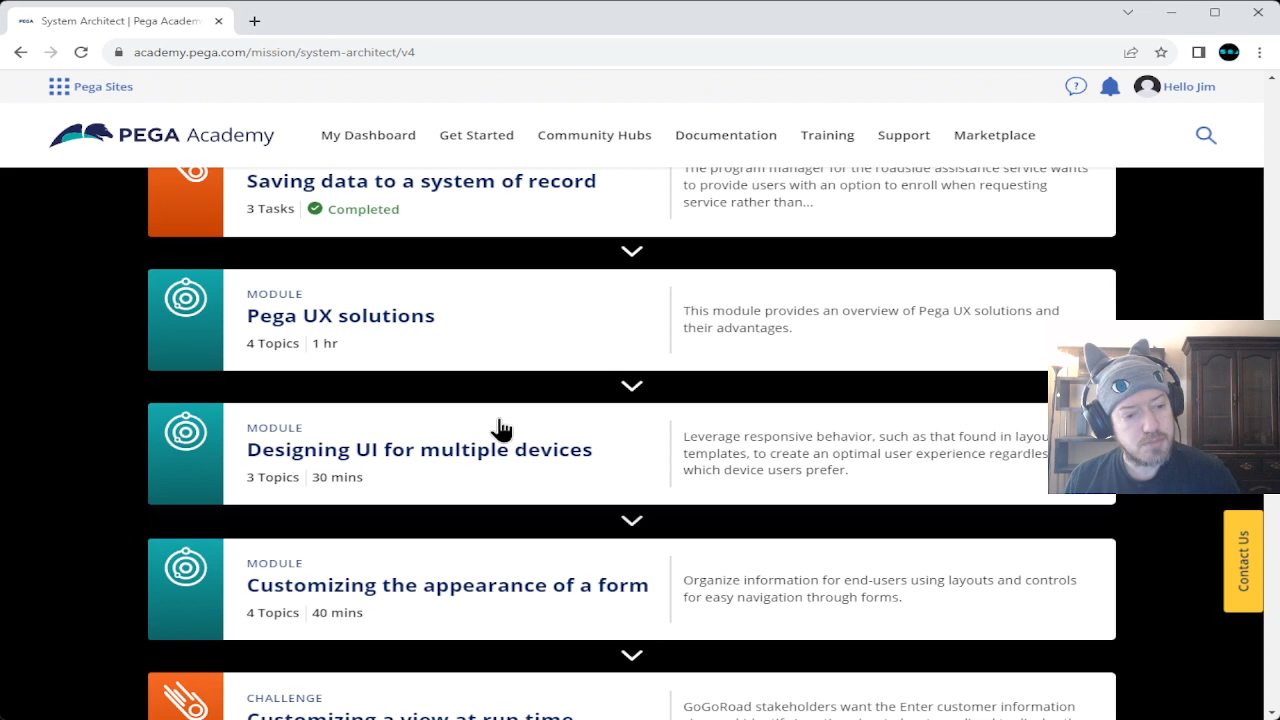 PEGA
System Architect | Pega Academ
academy.pega.com/mission/system-architect/v4
Pega Sites
?
Hello Jim
PEGA Academy
My Dashboard
Get Started
Community Hubs
Documentation
Training
Support
Marketplace
Saving data to a system of record
3 Tasks
Completed
The program manager for the roadside assistance service wants
to provide users with an option to enroll when requesting
service rather than...
MODULE
Pega UX solutions
4 Topics
1 hr
This module provides an overview of Pega UX solutions and
their advantages.
MODULE
Designing UI for multiple devices
3 Topics
30 mins
Leverage responsive behavior, such as that found in layou
templates, to create an optimal user experience regardles
which device users prefer.
Contact Us
MODULE
Customizing the appearance of a form
4 Topics
40 mins
Organize information for end-users using layouts and controls
for easy navigation through forms.
CHALLENGE
Customizing a view at run time
GoGoRoad stakeholders want the Enter customer information